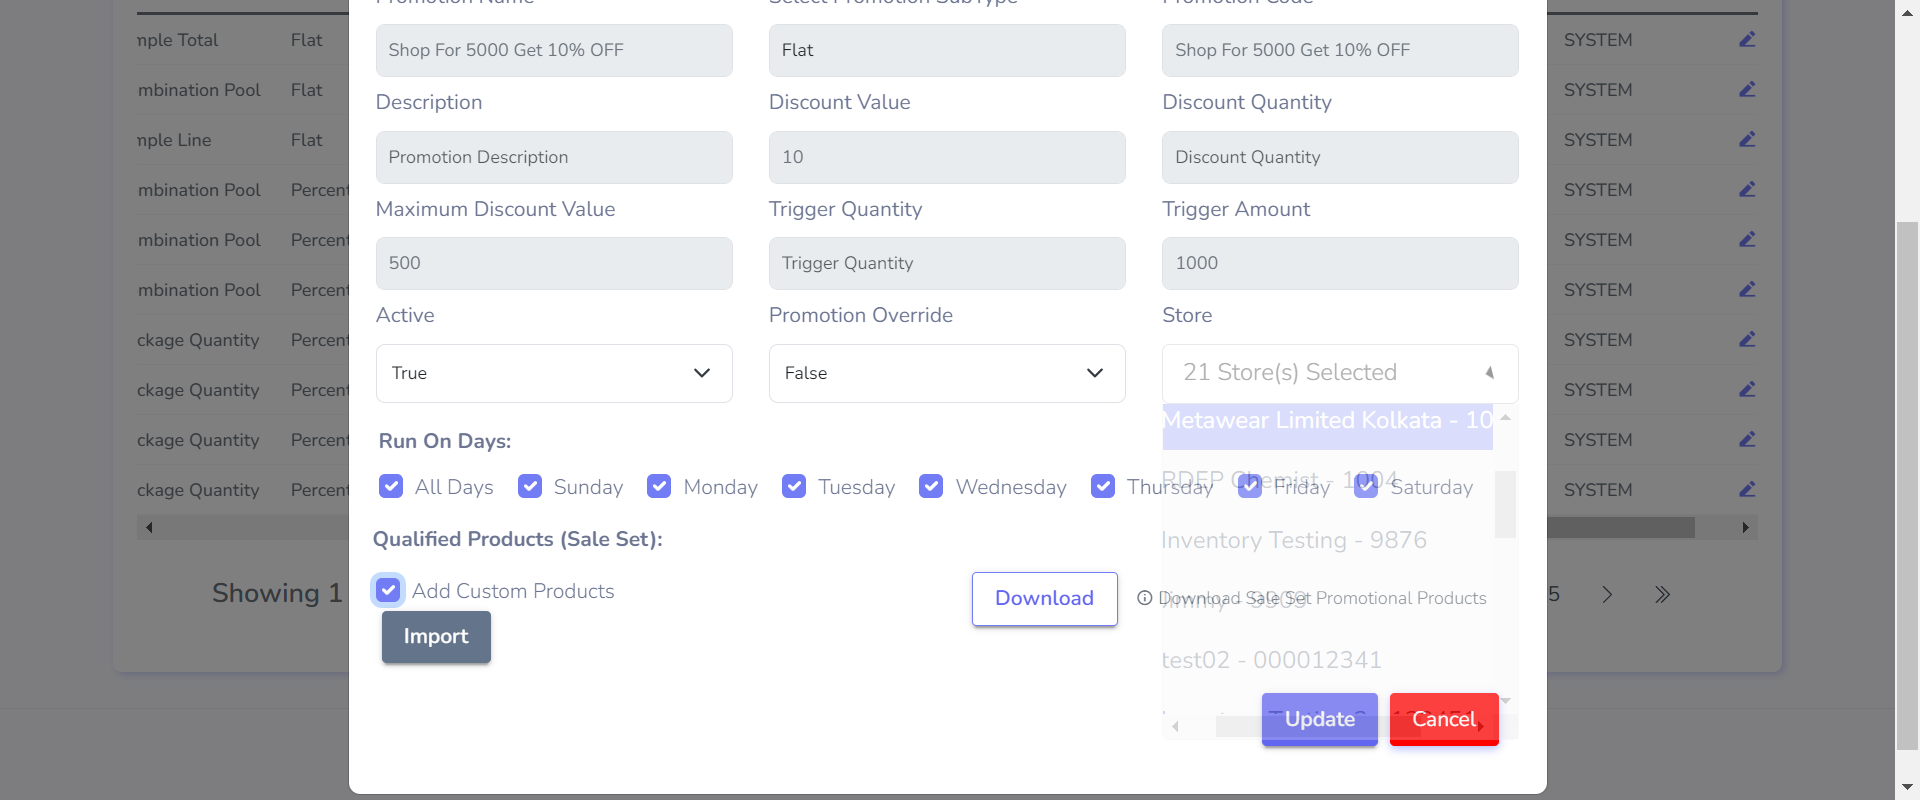 Promotion Name Select Promotion SubType Promotion Code
mple Total Flat Shop For 5000 Get 10% OFF Flat Shop For 5000 Get 10% OFF SYSTEM
mbination Pool Flat Description Discount Value Discount Quantity SYSTEM
mple Line Flat Promotion Description 10 Discount Quantity SYSTEM
mbination Pool Percent Maximum Discount Value Trigger Quantity Trigger Amount SYSTEM
mbination Pool Percent 500 Trigger Quantity 1000 SYSTEM
mbination Pool Percent Active Promotion Override Store SYSTEM
ckage Quantity Percent True False 21 Store(s) Selected SYSTEM
ckage Quantity Percent Metawear Limited Kolkata - 10 SYSTEM
ckage Quantity Percent Run On Days: SYSTEM
RDEP Chemist - 1004
ckage Quantity Percent All Days Sunday Monday Tuesday Wednesday Thursday Friday Saturday SYSTEM
Qualified Products (Sale Set): Inventory Testing - 9876
Showing 1 Add Custom Products Download Download Sale Set Promotional Products 5
Jimmy - 9909
Import
test02 - 000012341
Update Cancel